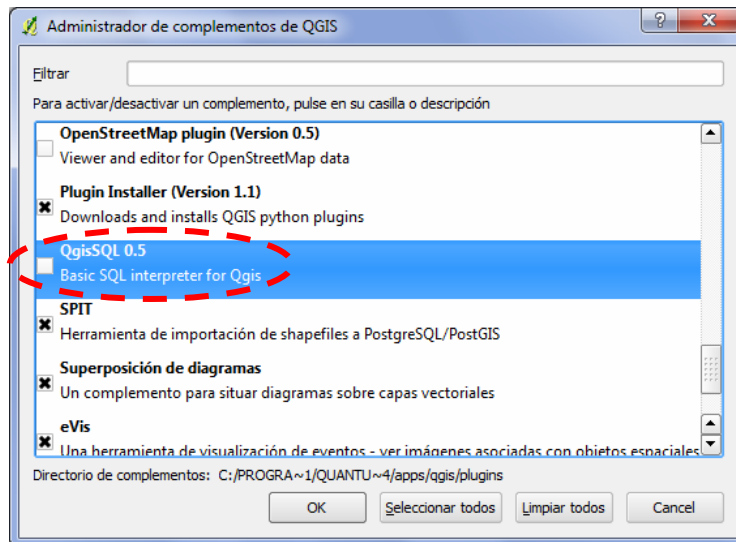 Administrador de complementos de QGIS
Filtrar
Para activar/desactivar un complemento, pulse en su casilla o descripción
OpenStreetMap plugin (Version 0.5)
Viewer and editor for OpenStreetMap data
Plugin Installer (Version 1.1)
Downloads and installs QGIS python plugins
QgisSQL 0.5
Basic SQL interpreter for Qgis
SPIT
Herramienta de importación de shapefiles a PostgreSQL/PostGIS
Superposición de diagramas
Un complemento para situar diagramas sobre capas vectoriales
eVis
Una herramienta de visualización de eventos - ver imágenes asociadas con objetos espaciales
Directorio de complementos: C:/PROGRA~1/QUANTU~4/apps/qgis/plugins
OK
Seleccionar todos
Limpiar todos
Cancel